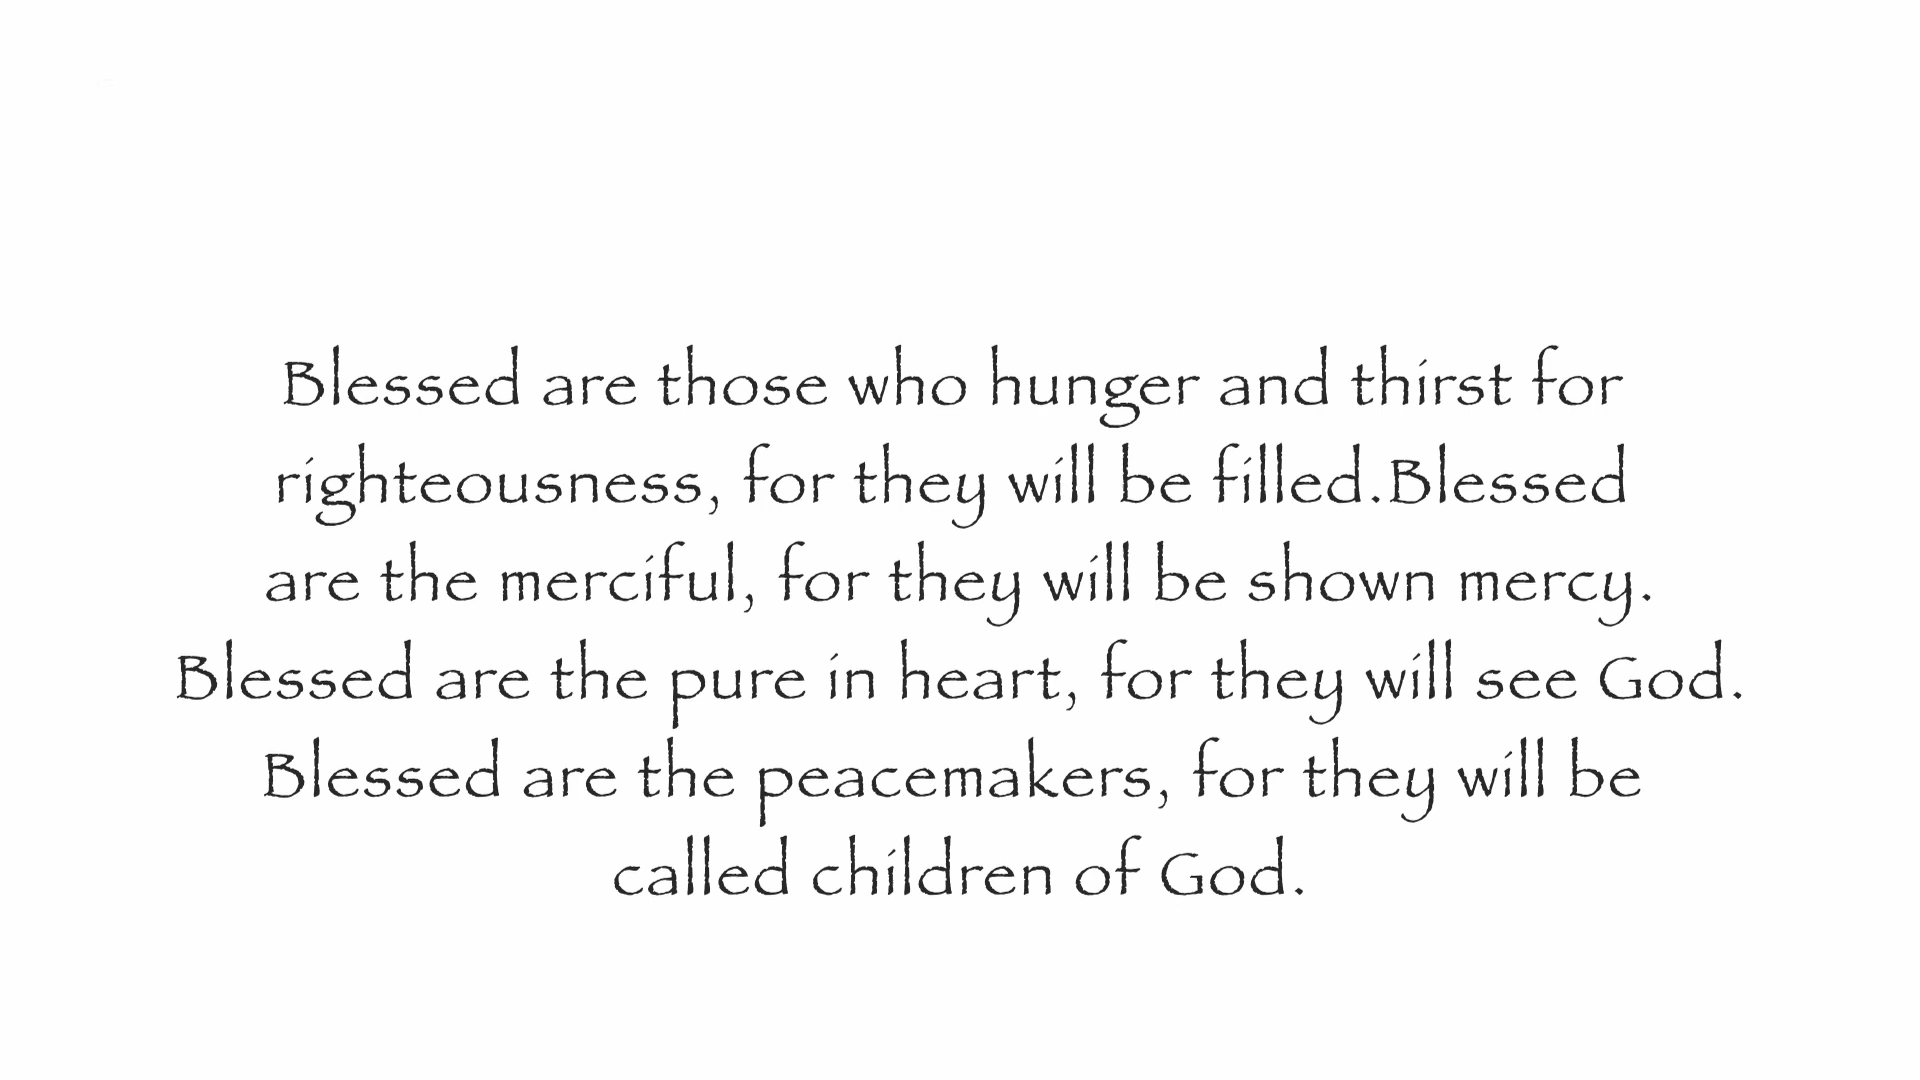 Blessed are those who hunger and thirst for
righteousness, for they will be filled.Blessed
are the merciful, for they will be shown mercy.
Blessed are the pure in heart, for they will see God.
Blessed are the peacemakers, for they will be
called children of God.